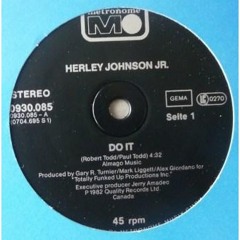 metronome
HERLEY JOHNSON JR.
STEREO
0930.085
0930.085 - A
(0704.695 S1)
GEMA
0270
Seite 1
DO IT
(Robert Todd/Paul Todd) 4:32
Almago Music
Produced by Gary R. Turnier/Mark Liggett/Alex Giordano for
"Totally Funked Up Productions Inc."
Executive producer Jerry Amadeo
℗ 1982 Quality Records Ltd.
Canada
45 rpm